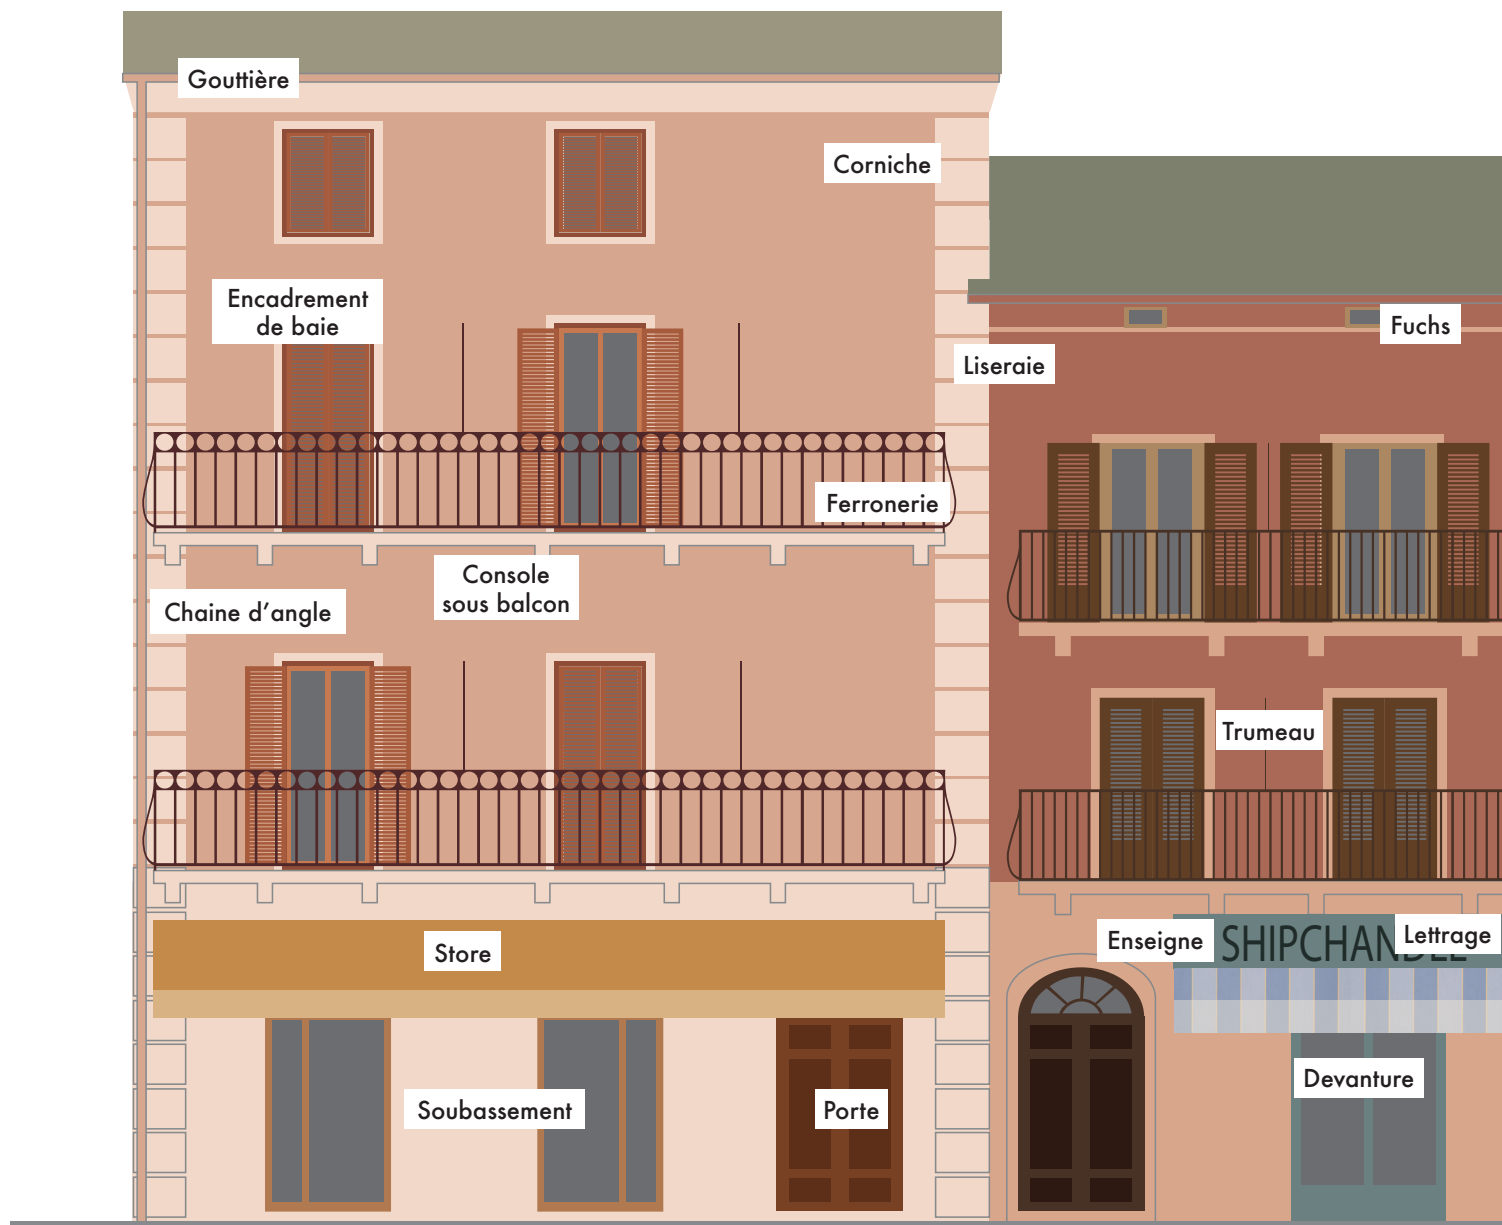 Gouttière
Corniche
Encadrement
de baie
Fuchs
Liseraie
Ferronerie
Console
sous balcon
Chaine d’angle
Trumeau
Enseigne
SHIPCHANDLE
Lettrage
Store
Devanture
Soubassement
Porte